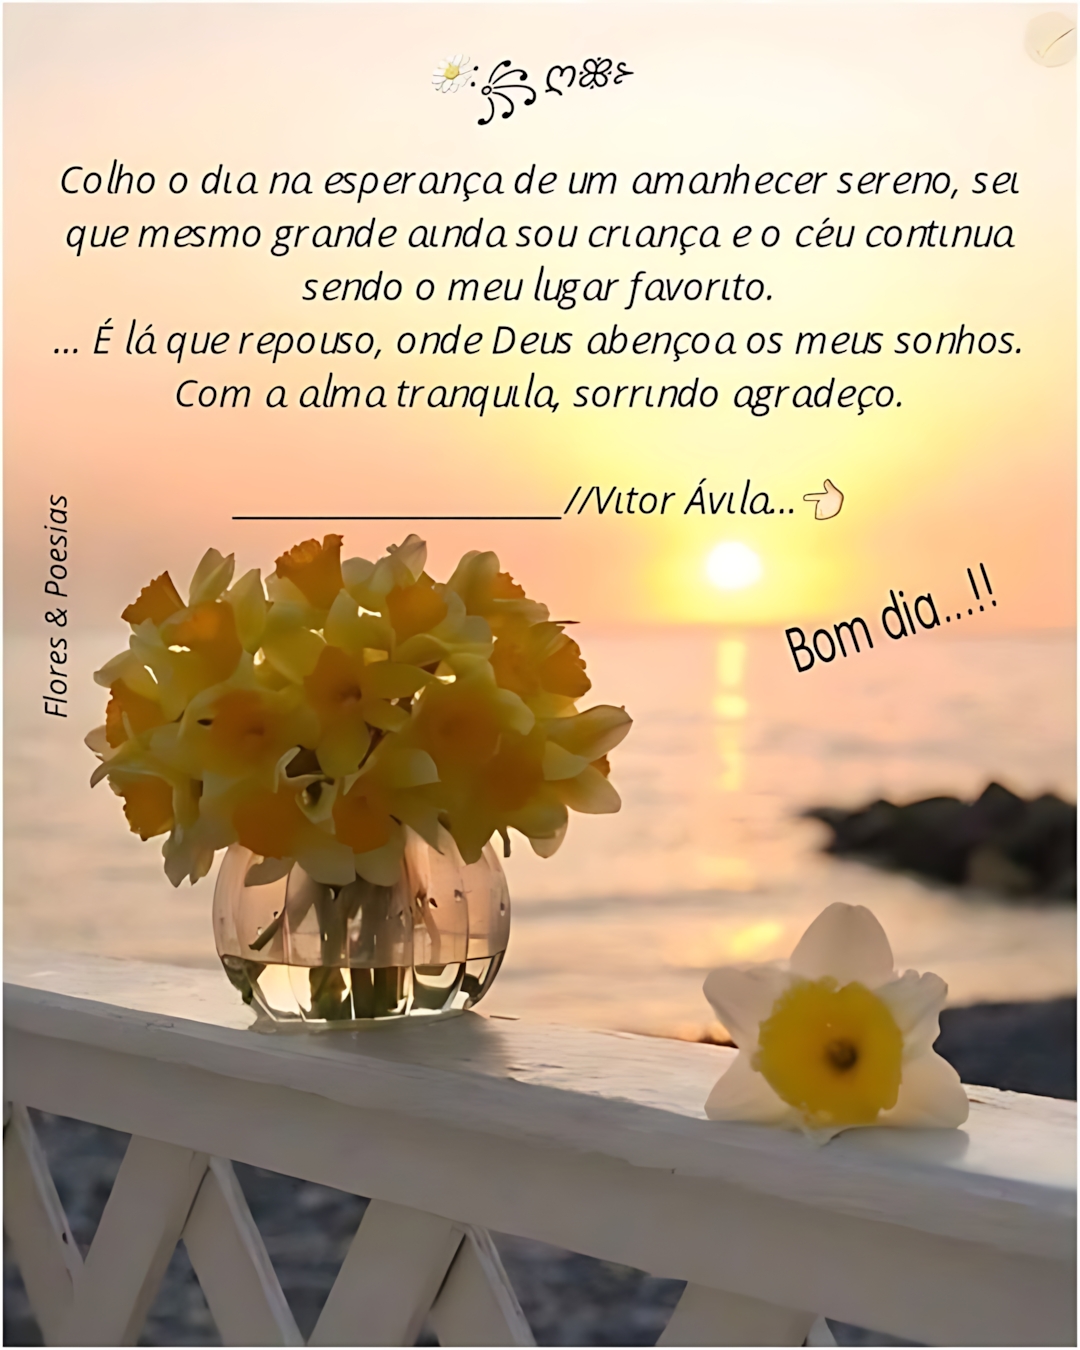 Colho o dia na esperança de um amanhecer sereno, sei
que mesmo grande ainda sou criança e o céu continua
sendo o meu lugar favorito.
... É lá que repouso, onde Deus abençoa os meus sonhos.
Com a alma tranquila, sorrindo agradeço.
____________________//Vitor Ávila...👈
Flores & Poesias
Bom dia...!!